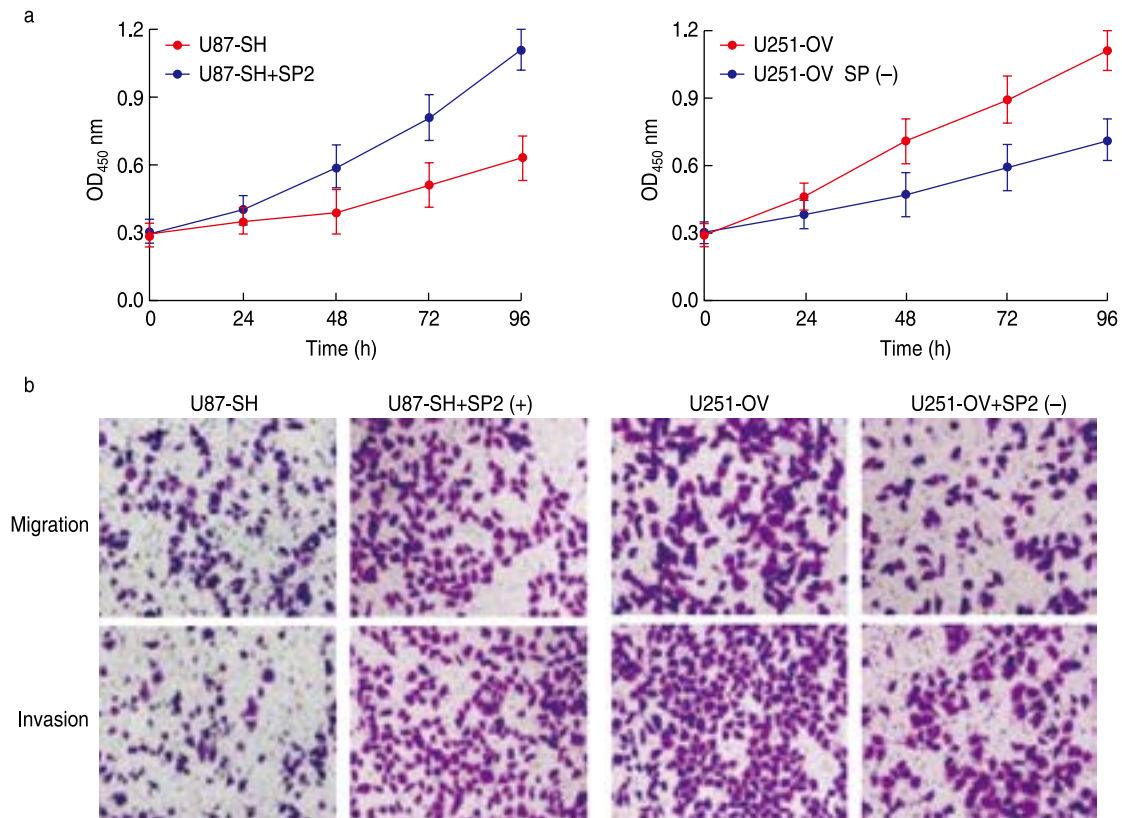 a
1.2
0.9
0.6
0.3
0.0
OD450 nm
U87-SH
U87-SH+SP2
0 24 48 72 96
Time (h)
1.2
0.9
0.6
0.3
0.0
OD450 nm
U251-OV
U251-OV SP (–)
0 24 48 72 96
Time (h)
b
U87-SH U87-SH+SP2 (+) U251-OV U251-OV+SP2 (–)
Migration
Invasion